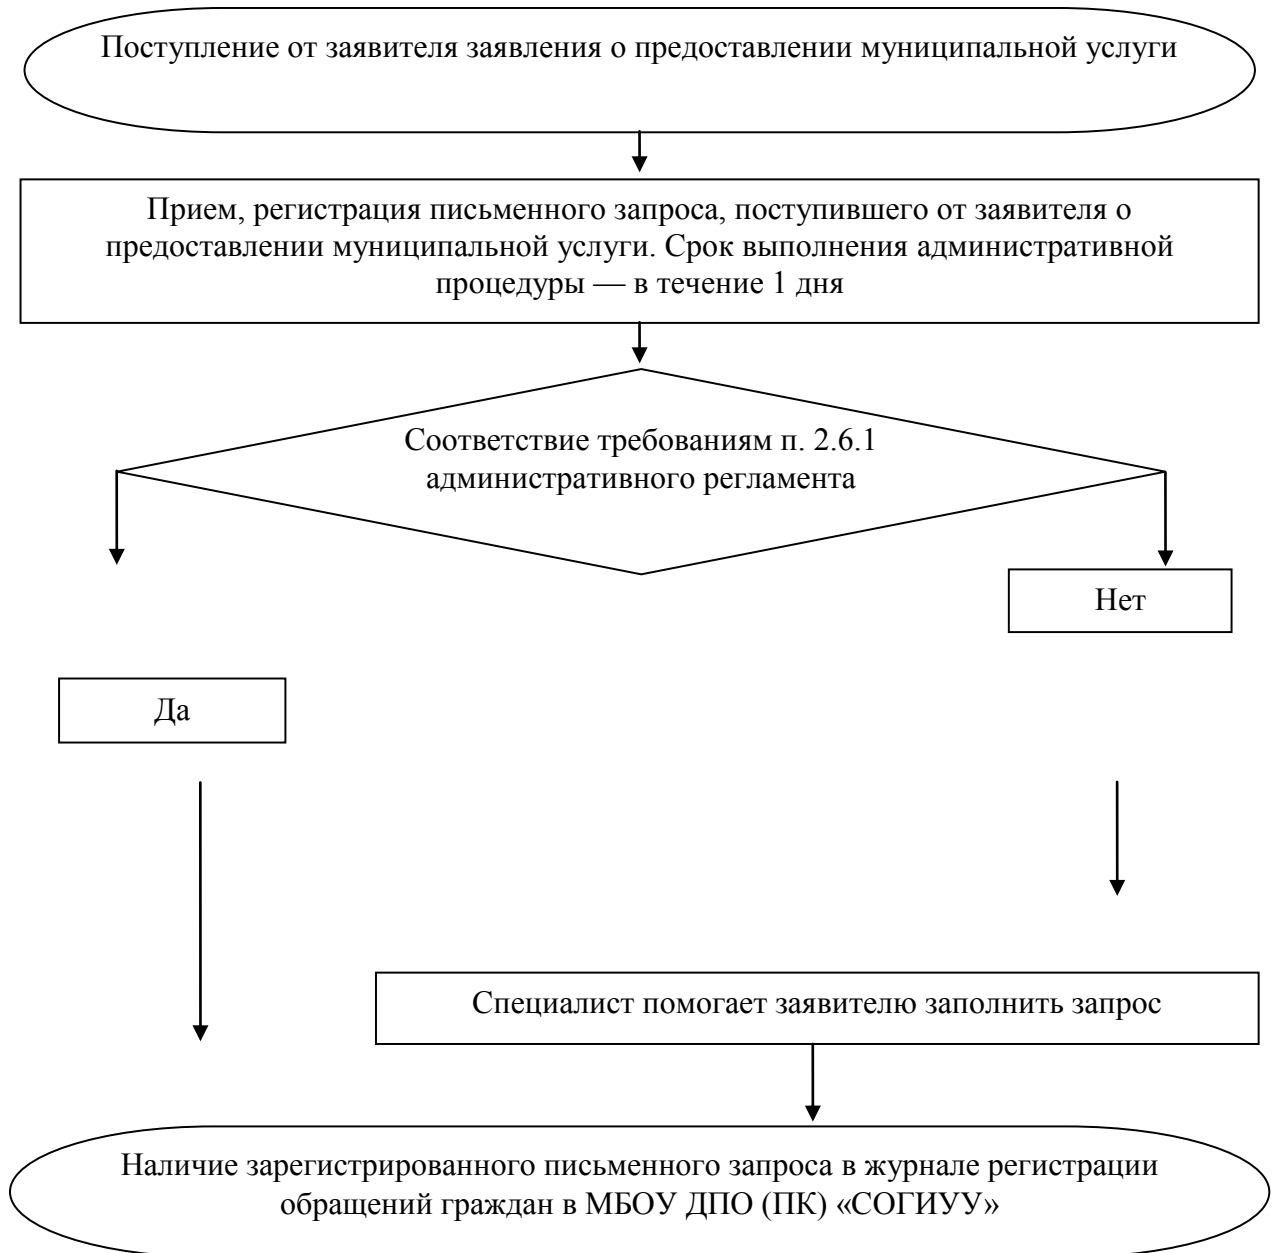 Поступление от заявителя заявления о предоставлении муниципальной услуги
Прием, регистрация письменного запроса, поступившего от заявителя о
предоставлении муниципальной услуги. Срок выполнения административной
процедуры — в течение 1 дня
Соответствие требованиям п. 2.6.1
административного регламента
Нет
Да
Специалист помогает заявителю заполнить запрос
Наличие зарегистрированного письменного запроса в журнале регистрации
обращений граждан в МБОУ ДПО (ПК) «СОГИУУ»